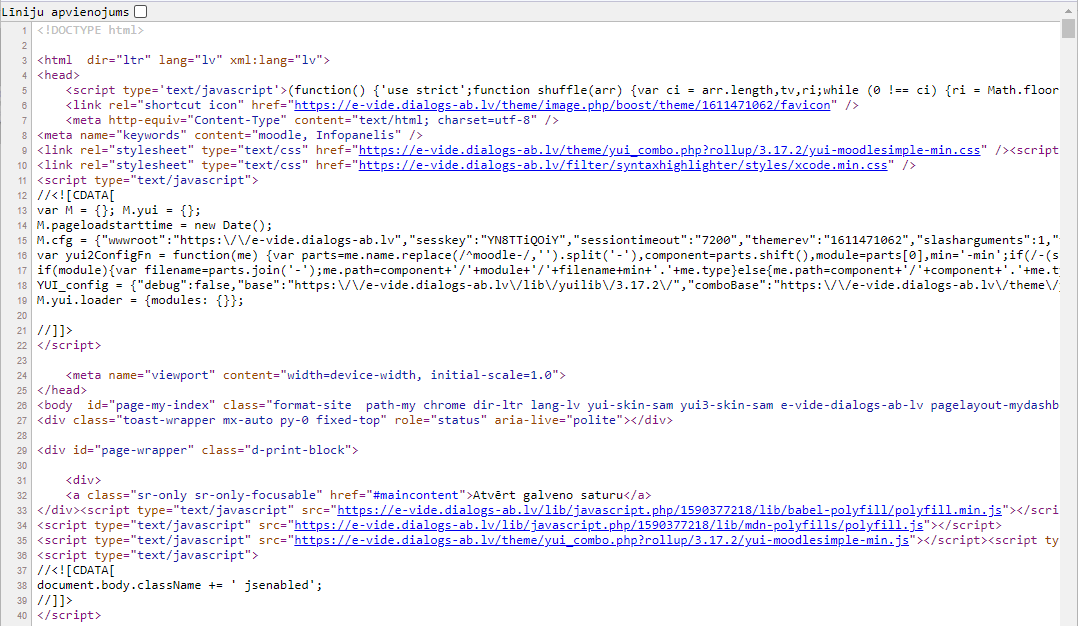 Līniju apvienojums
1 <!DOCTYPE html>
2
3 <html  dir="ltr" lang="lv" xml:lang="lv">
4 <head>
5     <script type='text/javascript'>(function() {'use strict';function shuffle(arr) {var ci = arr.length,tv,ri;while (0 !== ci) {ri = Math.floor
6     <link rel="shortcut icon" href="https://e-vide.dialogs-ab.lv/theme/image.php/boost/theme/1611471062/favicon" />
7     <meta http-equiv="Content-Type" content="text/html; charset=utf-8" />
8 <meta name="keywords" content="moodle, Infopanelis" />
9 <link rel="stylesheet" type="text/css" href="https://e-vide.dialogs-ab.lv/theme/yui_combo.php?rollup/3.17.2/yui-moodlesimple-min.css" /><script
10 <link rel="stylesheet" type="text/css" href="https://e-vide.dialogs-ab.lv/filter/syntaxhighlighter/styles/xcode.min.css" />
11 <script type="text/javascript">
12 //<![CDATA[
13 var M = {}; M.yui = {};
14 M.pageloadstarttime = new Date();
15 M.cfg = {"wwwroot":"https:\/\/e-vide.dialogs-ab.lv","sesskey":"YN8TTiQOiY","sessiontimeout":"7200","themerev":"1611471062","slasharguments":1,"
16 var yui2ConfigFn = function(me) {var parts=me.name.replace(/^moodle-/,'').split('-'),component=parts.shift(),module=parts[0],min='-min';if(/-(s
17 if(module){var filename=parts.join('-');me.path=component+'/'+module+'/'+filename+min+'.'+me.type}else{me.path=component+'/'+component+'.'+me.t
18 YUI_config = {"debug":false,"base":"https:\/\/e-vide.dialogs-ab.lv\/lib\/yuilib\/3.17.2\/","comboBase":"https:\/\/e-vide.dialogs-ab.lv\/theme\/
19 M.yui.loader = {modules: {}};
20
21 //]]>
22 </script>
23
24     <meta name="viewport" content="width=device-width, initial-scale=1.0">
25 </head>
26 <body  id="page-my-index" class="format-site  path-my chrome dir-ltr lang-lv yui-skin-sam yui3-skin-sam e-vide-dialogs-ab-lv pagelayout-mydashb
27 <div class="toast-wrapper mx-auto py-0 fixed-top" role="status" aria-live="polite"></div>
28
29 <div id="page-wrapper" class="d-print-block">
30
31     <div>
32     <a class="sr-only sr-only-focusable" href="#maincontent">Atvērt galveno saturu</a>
33 </div><script type="text/javascript" src="https://e-vide.dialogs-ab.lv/lib/javascript.php/1590377218/lib/babel-polyfill/polyfill.min.js"></scri
34 <script type="text/javascript" src="https://e-vide.dialogs-ab.lv/lib/javascript.php/1590377218/lib/mdn-polyfills/polyfill.js"></script>
35 <script type="text/javascript" src="https://e-vide.dialogs-ab.lv/theme/yui_combo.php?rollup/3.17.2/yui-moodlesimple-min.js"></script><script ty
36 <script type="text/javascript">
37 //<![CDATA[
38 document.body.className += ' jsenabled';
39 //]]>
40 </script>